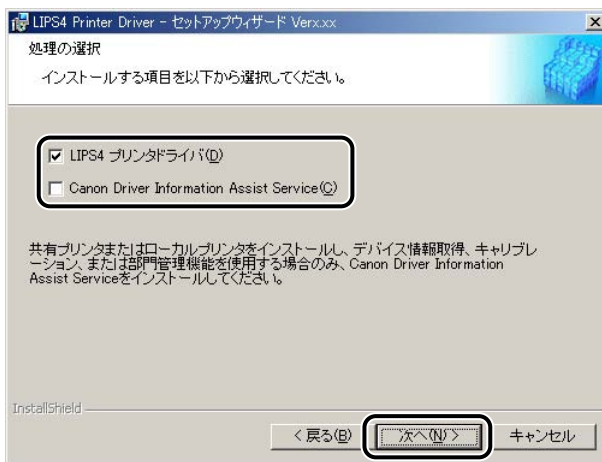 LIPS4 Printer Driver - セットアップウィザード Verx.xx
処理の選択
インストールする項目を以下から選択してください。
LIPS4 プリンタドライバ(D)
Canon Driver Information Assist Service(C)
共有プリンタまたはローカルプリンタをインストールし、デバイス情報取得、キャリブレ
ーション、または部門管理機能を使用する場合のみ、Canon Driver Information
Assist Serviceをインストールしてください。
InstallShield
< 戻る(B) 次へ(N) > キャンセル